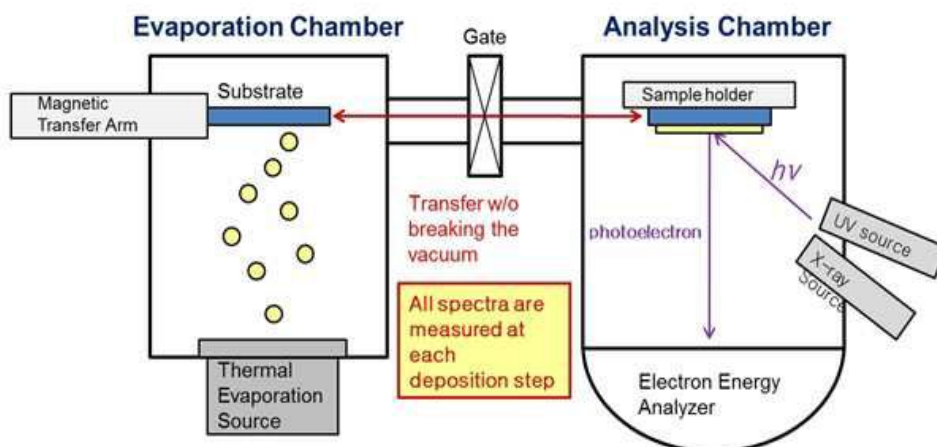 Evaporation Chamber
Gate
Analysis Chamber
Substrate
Magnetic
Transfer Arm
Sample holder
hν
Transfer w/o
breaking the
vacuum
photoelectron
UV source
X-ray
Source
All spectra are
measured at
each
deposition step
Thermal
Evaporation
Source
Electron Energy
Analyzer